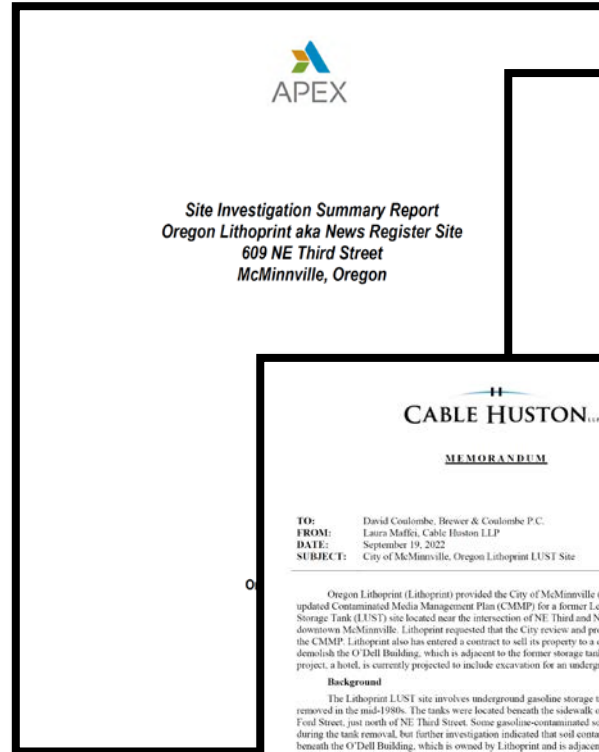 APEX
Site Investigation Summary Report
Oregon Lithoprint aka News Register Site
609 NE Third Street
McMinnville, Oregon
CABLE HUSTON LLP
MEMORANDUM
TO: David Coulombe, Brewer & Coulombe P.C.
FROM: Laura Maffei, Cable Huston LLP
DATE: September 19, 2022
SUBJECT: City of McMinnville, Oregon Lithoprint LUST Site
Oregon Lithoprint (Lithoprint) provided the City of McMinnville
updated Contaminated Media Management Plan (CMMP) for a former
Storage Tank (LUST) site located near the intersection of NE Third and
downtown McMinnville. Lithoprint requested that the City review and
the CMMP. Lithoprint also has entered a contract to sell its property to a
demolish the O'Dell Building, which is adjacent to the former storage
project, a hotel, is currently projected to include excavation for an
Background
The Lithoprint LUST site involves underground gasoline storage
removed in the mid-1980s. The tanks were located beneath the sidewalk
Ford Street, just north of NE Third Street. Some gasoline-contaminated
during the tank removal, but further investigation indicated that soil
beneath the O'Dell Building, which is owned by Lithoprint and is